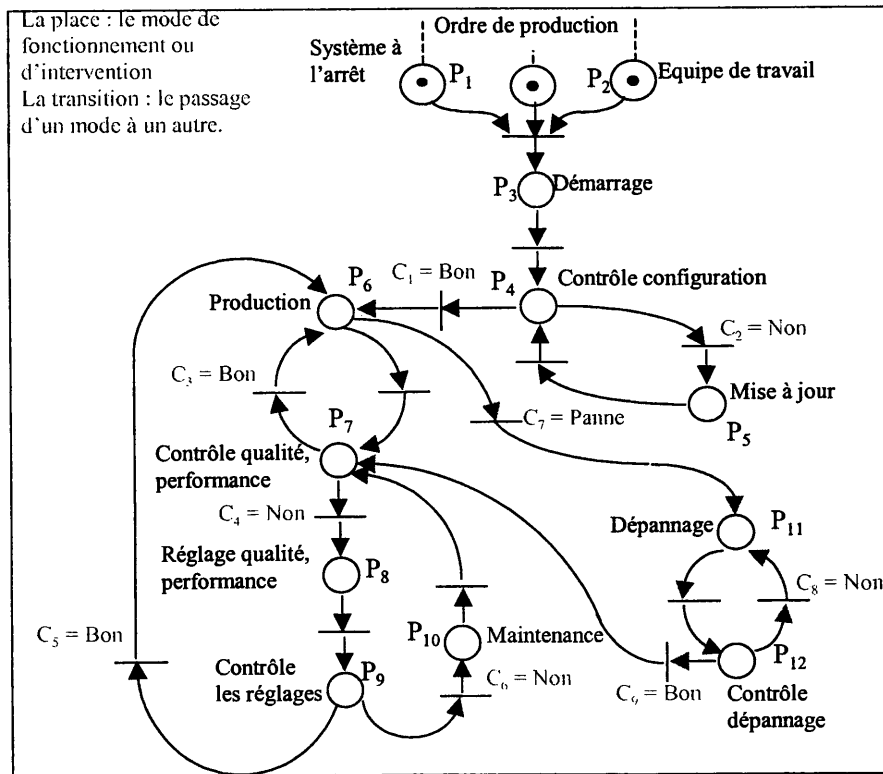 La place : le mode de
fonctionnement ou
d'intervention
La transition : le passage
d'un mode à un autre.
Ordre de production
Système à
l'arrêt
P1
P2
Equipe de travail
P3
Démarrage
P6
C1 = Bon
P4
Contrôle configuration
Production
C2 = Non
C3 = Bon
Mise à jour
P5
P7
C7 = Panne
Contrôle qualité,
performance
C4 = Non
Dépannage
P11
Réglage qualité,
performance
P8
C8 = Non
C5 = Bon
P10
Maintenance
P12
Contrôle
les réglages
P9
C6 = Non
C9 = Bon
Contrôle
dépannage